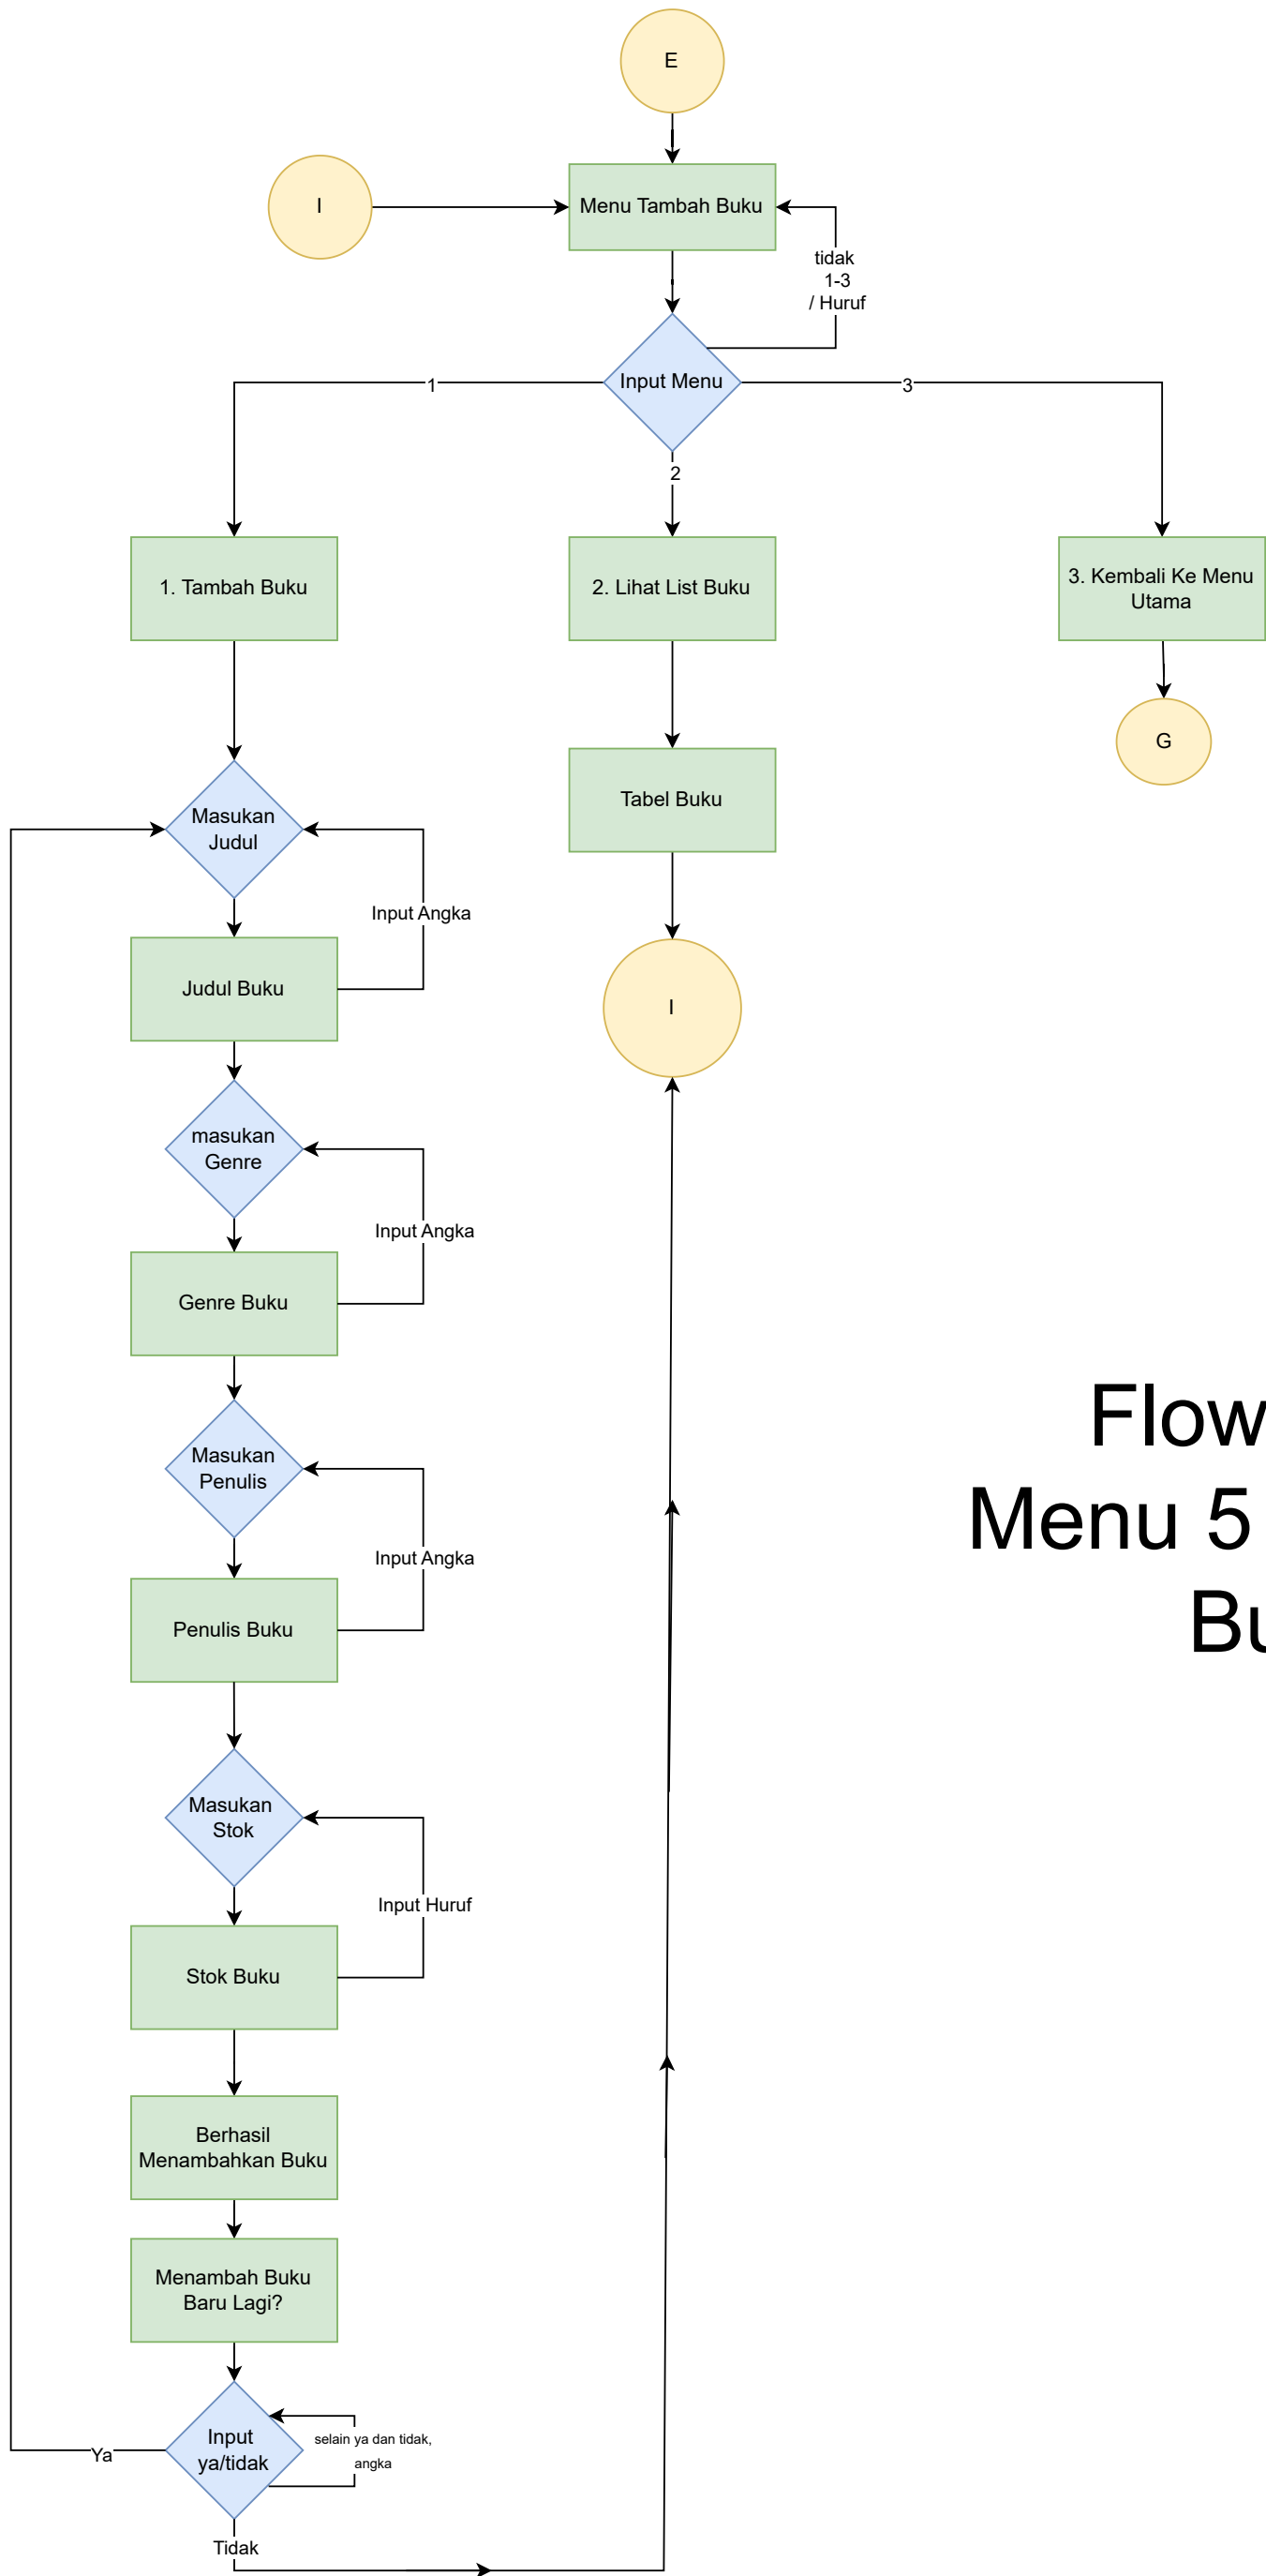 E
I
Menu Tambah Buku
tidak
1-3
/ Huruf
Input Menu
1
3
2
1. Tambah Buku
2. Lihat List Buku
3. Kembali Ke Menu
Utama
G
Masukan
Judul
Tabel Buku
Input Angka
Judul Buku
I
masukan
Genre
Input Angka
Genre Buku
Flow
Menu 5
Bu
Masukan
Penulis
Input Angka
Penulis Buku
Masukan
Stok
Input Huruf
Stok Buku
Berhasil
Menambahkan Buku
Menambah Buku
Baru Lagi?
Input
ya/tidak
selain ya dan tidak,
angka
Ya
Tidak